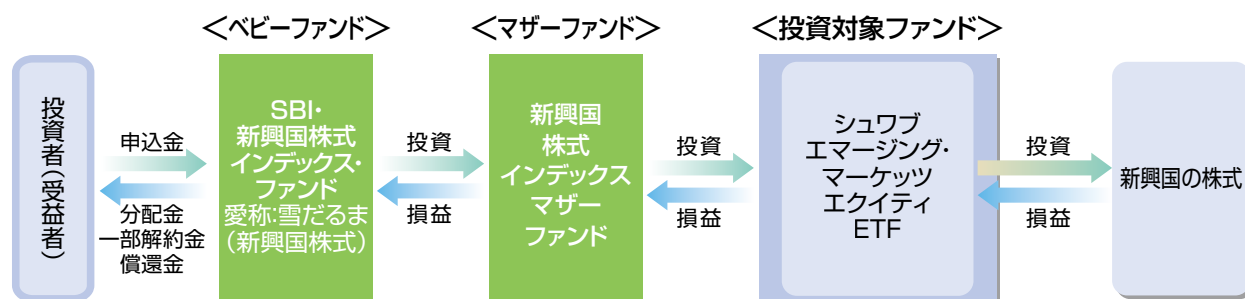 ＜ベビーファンド＞
＜マザーファンド＞
＜投資対象ファンド＞
投資者（受益者）
申込金
分配金
一部解約金
償還金
SBI・
新興国株式
インデックス・
ファンド
愛称:雪だるま
（新興国株式）
投資
損益
新興国
株式
インデックス
マザー
ファンド
投資
損益
シュワブ
エマージング・
マーケッツ
エクイティ
ETF
投資
損益
新興国の株式